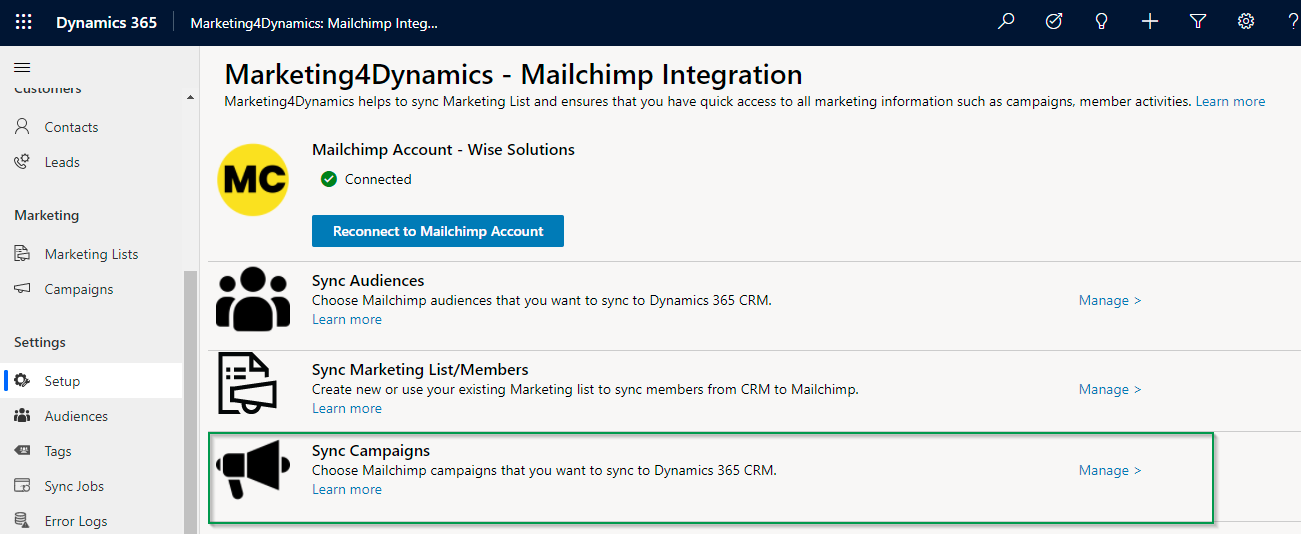 Dynamics 365
Marketing4Dynamics: Mailchimp Integ...
?
Customers
Contacts
Leads
Marketing
Marketing Lists
Campaigns
Settings
Setup
Audiences
Tags
Sync Jobs
Error Logs
Marketing4Dynamics - Mailchimp Integration
Marketing4Dynamics helps to sync Marketing List and ensures that you have quick access to all marketing information such as campaigns, member activities. Learn more
MC
Mailchimp Account - Wise Solutions
Connected
Reconnect to Mailchimp Account
Sync Audiences
Choose Mailchimp audiences that you want to sync to Dynamics 365 CRM.
Learn more
Manage >
Sync Marketing List/Members
Create new or use your existing Marketing list to sync members from CRM to Mailchimp.
Learn more
Manage >
Sync Campaigns
Choose Mailchimp campaigns that you want to sync to Dynamics 365 CRM.
Learn more
Manage >